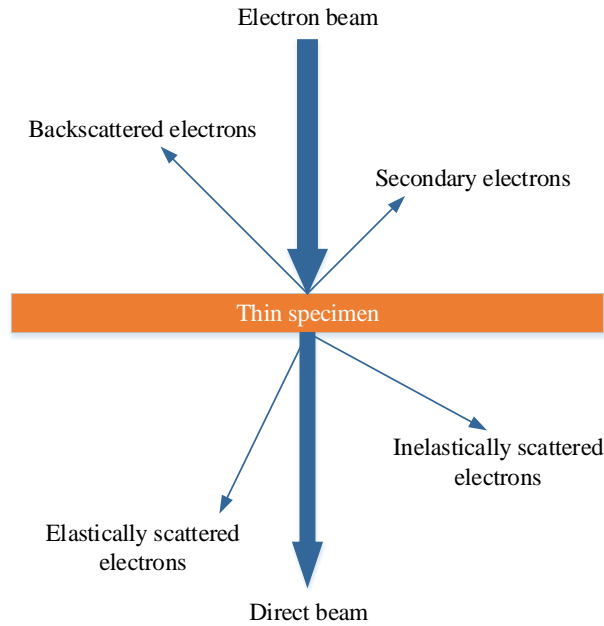 Electron beam
Backscattered electrons
Secondary electrons
Thin specimen
Inelastically scattered
electrons
Elastically scattered
electrons
Direct beam